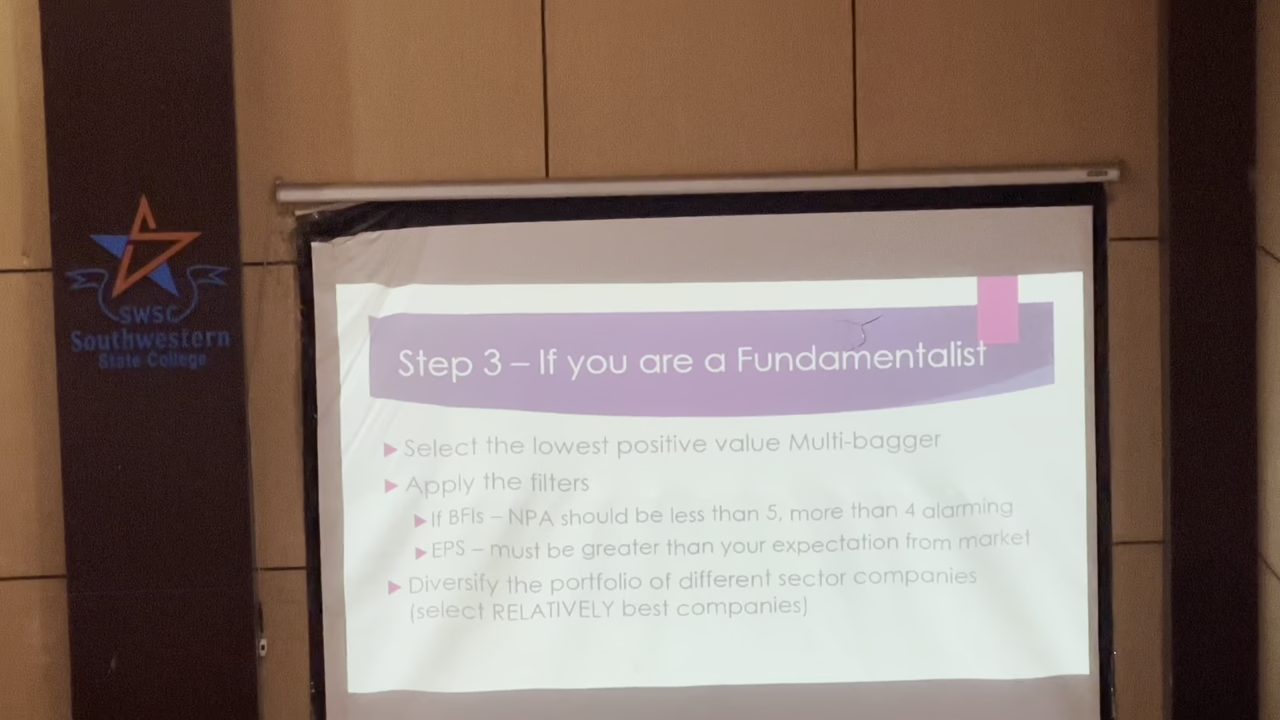 SWSC
Southwestern
State College
Step 3 – If you are a Fundamentalist
Select the lowest positive value Multi-bagger
Apply the filters
If BFIs – NPA should be less than 5, more than 4 alarming
EPS – must be greater than your expectation from market
Diversify the portfolio of different sector companies
(select RELATIVELY best companies)